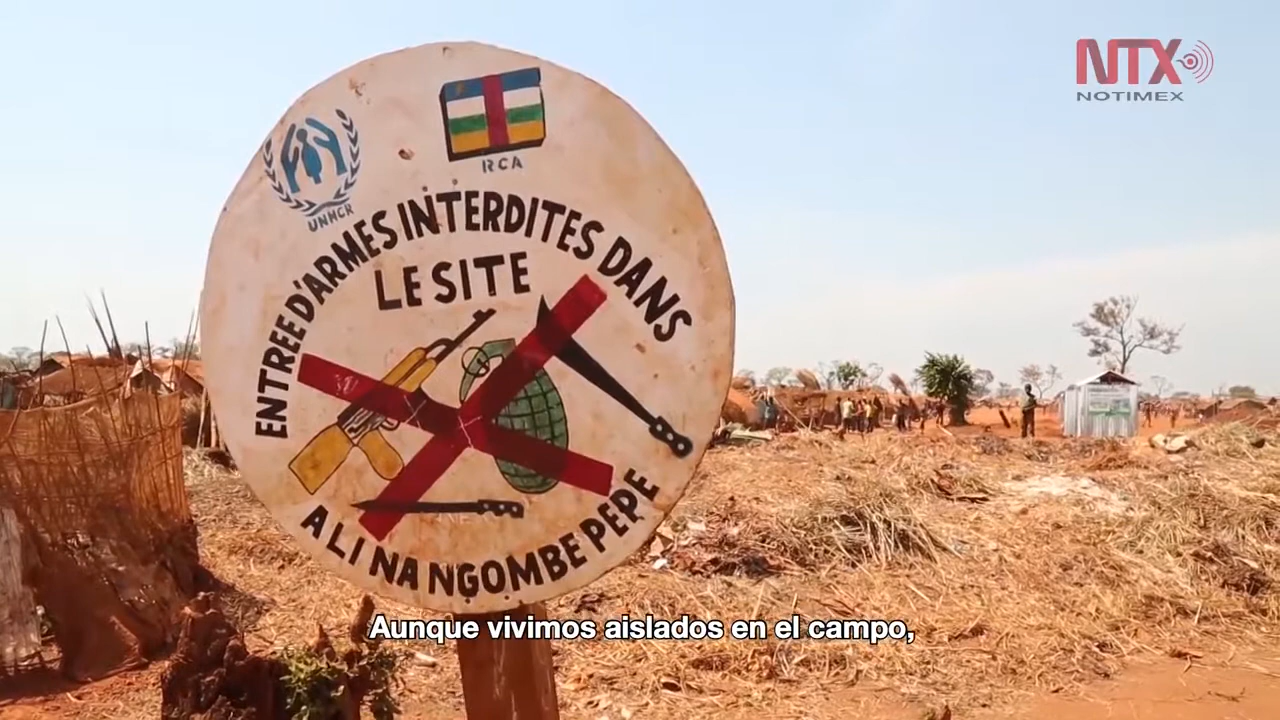 NTX
NOTIMEX
UNHCR
RCA
ENTREE D'ARMES INTERDITES DANS
LE SITE
A LI NA NGOMBE PEPE
Aunque vivimos aislados en el campo,